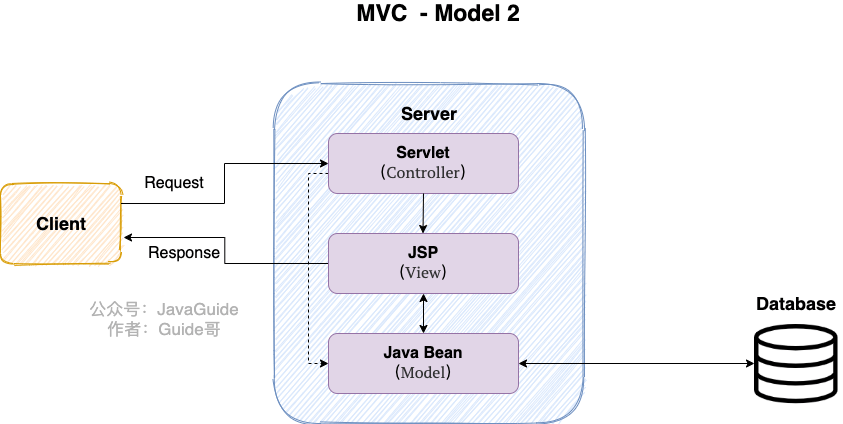 MVC - Model 2
Server
Servlet
(Controller)
Request
Client
JSP
(View)
Response
公众号：JavaGuide
作者：Guide哥
Database
Java Bean
(Model)